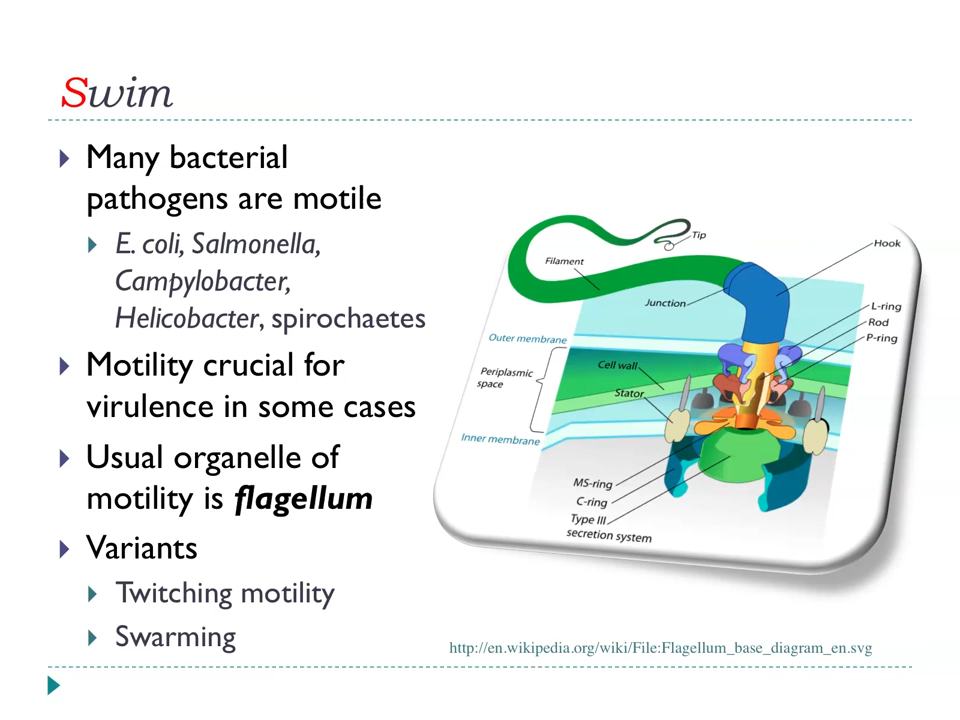 Swim
Many bacterial
pathogens are motile
E. coli, Salmonella,
Campylobacter,
Helicobacter, spirochaetes
Motility crucial for
virulence in some cases
Usual organelle of
motility is flagellum
Variants
Twitching motility
Swarming
Tip
Hook
Filament
Junction
L-ring
Rod
P-ring
Outer membrane
Cell wall
Periplasmic
space
Stator
Inner membrane
MS-ring
C-ring
Type III
secretion system
http://en.wikipedia.org/wiki/File:Flagellum_base_diagram_en.svg